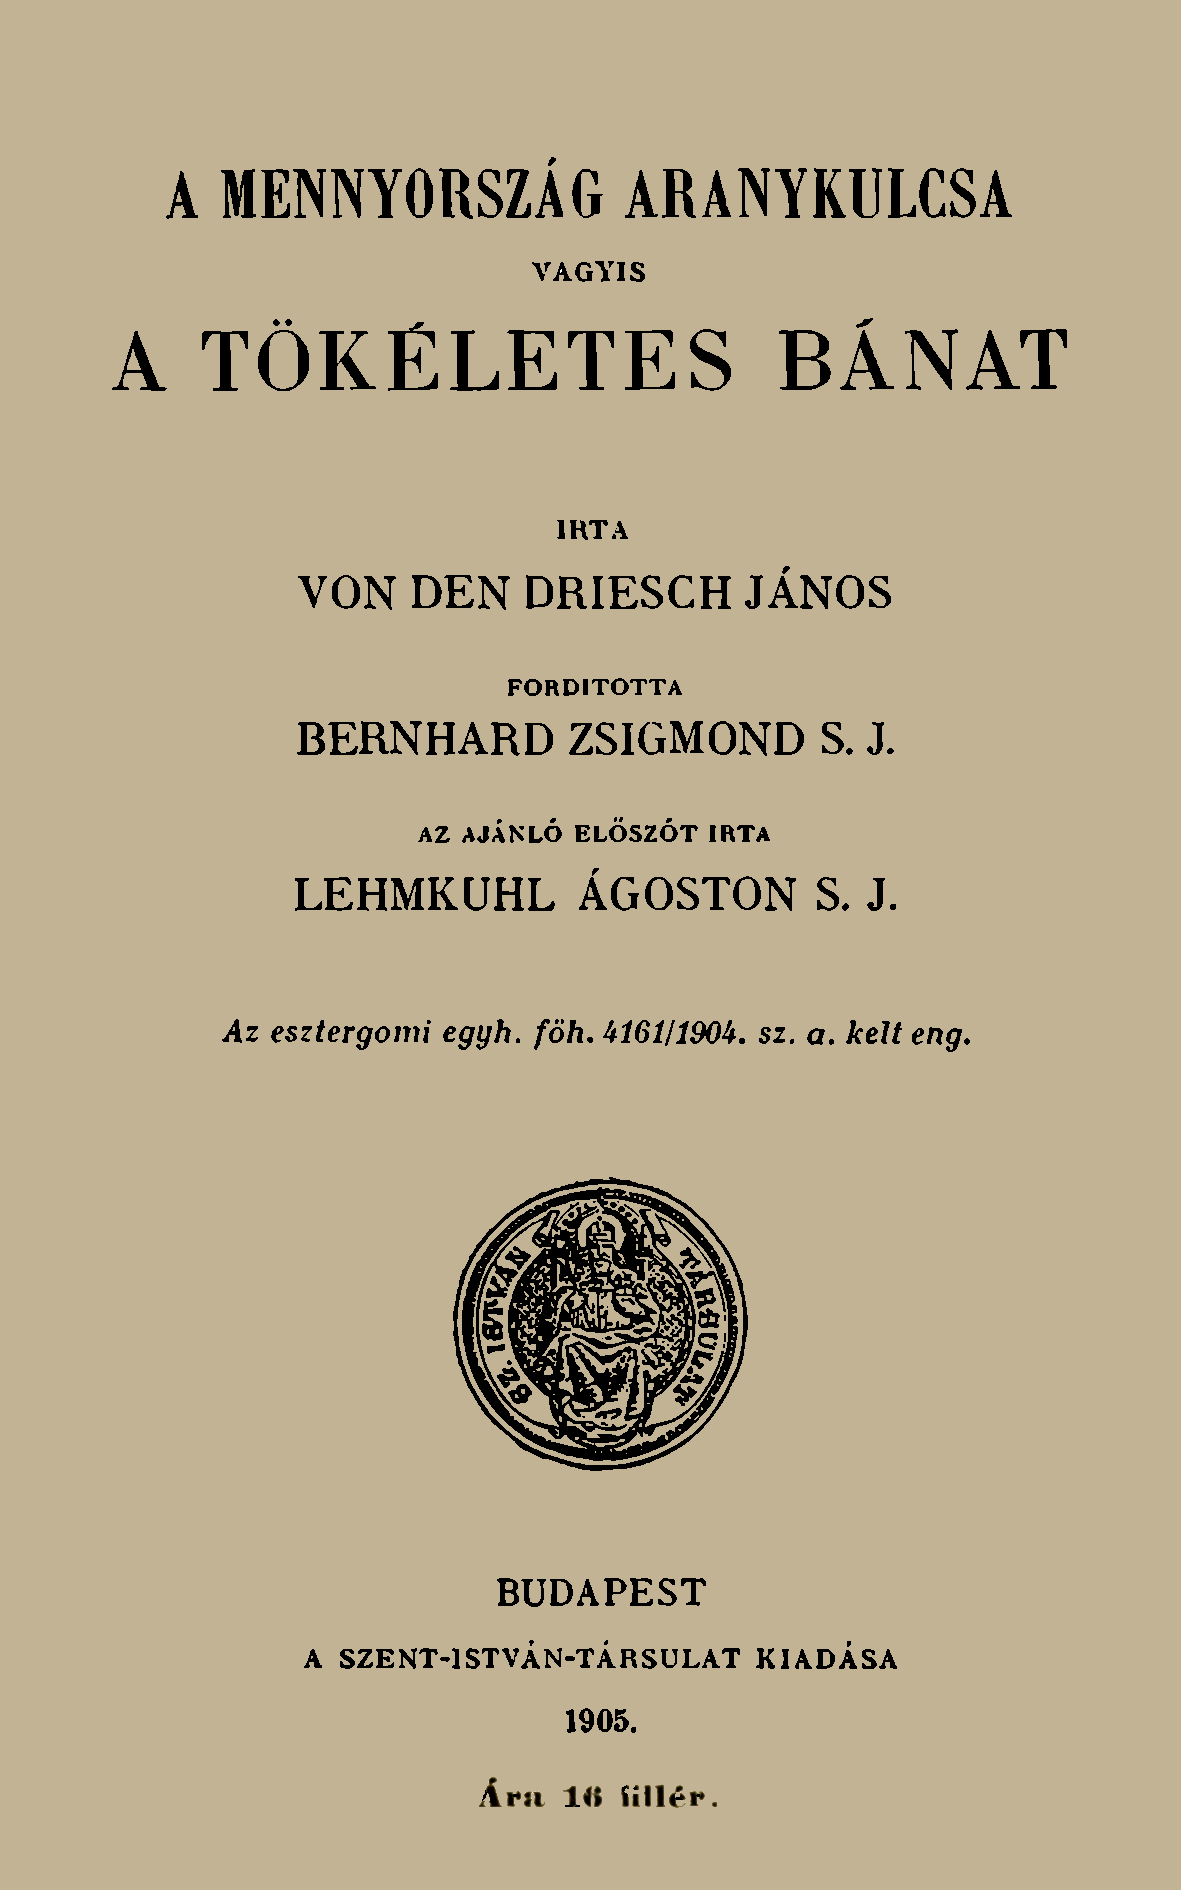 A MENNYORSZÁG ARANYKULCSA
VAGYIS
A TÖKÉLETES BÁNAT
IRTA
VON DEN DRIESCH JÁNOS
FORDITOTTA
BERNHARD ZSIGMOND S. J.
AZ AJÁNLÓ ELŐSZÓT IRTA
LEHMKUHL ÁGOSTON S. J.
Az esztergomi egyh. főh. 4161/1904. sz. a. kelt eng.
SZ. ISTVÁN TÁRSULAT
BUDAPEST
A SZENT-ISTVÁN-TÁRSULAT KIADÁSA
1905.
Ára 16 fillér.